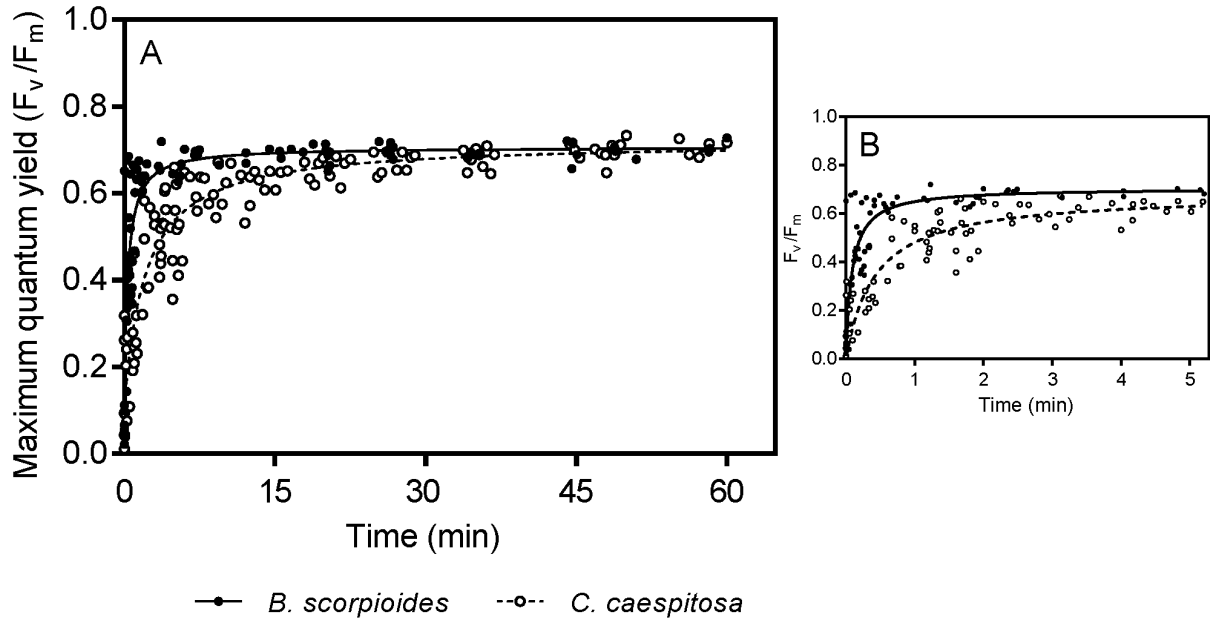 A
Maximum quantum yield (Fv/Fm)
1.0
0.8
0.6
0.4
0.2
0.0
0 15 30 45 60
Time (min)
B
Fv/Fm
1.0
0.8
0.6
0.4
0.2
0.0
0 1 2 3 4 5
Time (min)
B. scorpioides C. caespitosa